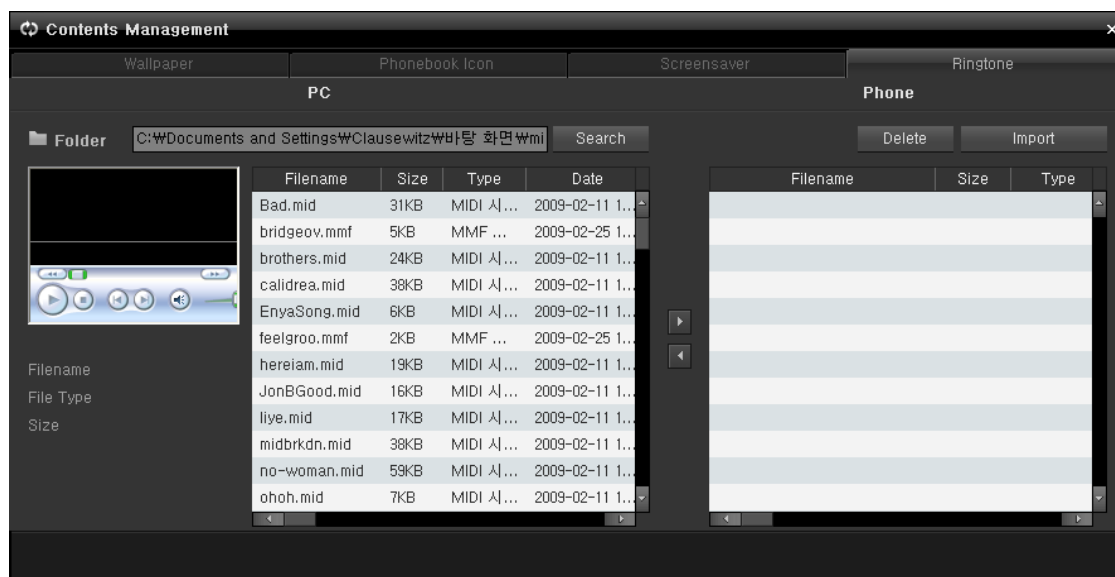 Contents Management
Wallpaper Phonebook Icon Screensaver Ringtone
PC Phone
Folder C:₩Documents and Settings₩Clausewitz₩바탕 화면₩mi Search Delete Import
Filename Size Type Date Filename Size Type
Bad.mid 31KB MIDI 시... 2009-02-11 1...
bridgeov.mmf 5KB MMF ... 2009-02-25 1...
brothers.mid 24KB MIDI 시... 2009-02-11 1...
calidrea.mid 38KB MIDI 시... 2009-02-11 1...
EnyaSong.mid 6KB MIDI 시... 2009-02-11 1...
feelgroo.mmf 2KB MMF ... 2009-02-25 1...
hereiam.mid 19KB MIDI 시... 2009-02-11 1...
JonBGood.mid 16KB MIDI 시... 2009-02-11 1...
liye.mid 17KB MIDI 시... 2009-02-11 1...
midbrkdn.mid 38KB MIDI 시... 2009-02-11 1...
no-woman.mid 59KB MIDI 시... 2009-02-11 1...
ohoh.mid 7KB MIDI 시... 2009-02-11 1...
Filename
File Type
Size